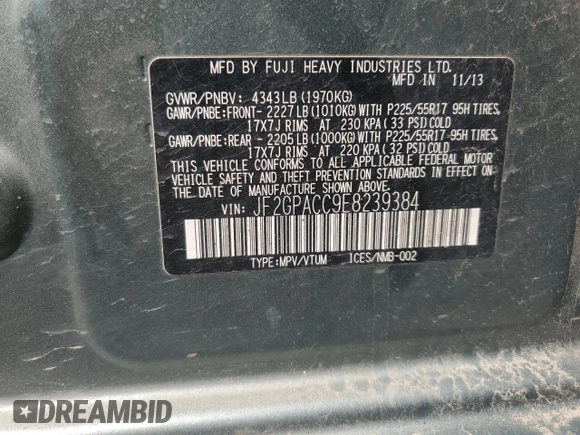 MFD BY FUJI HEAVY INDUSTRIES LTD.
MFD IN 11/13
GVWR/PNBV: 4343LB(1970KG)
GAWR/PNBE:FRONT- 2227LB(1010KG)WITH P225/55R17 95H TIRES,
17X7J RIMS AT 230 KPA(33 PSI)COLD
GAWR/PNBE:REAR - 2205LB(1000KG)WITH P225/55R17 95H TIRES,
17X7J RIMS AT 220 KPA(32 PSI)COLD
THIS VEHICLE CONFORMS TO ALL APPLICABLE FEDERAL MOTOR
VEHICLE SAFETY AND THEFT PREVENTION STANDARDS IN EFFECT ON
THE DATE OF MANUFACTURE SHOWN ABOVE.
VIN: JF2GPACC9E8239384
TYPE:MPV/VTUM ICES/NMB-002
DREAMBID